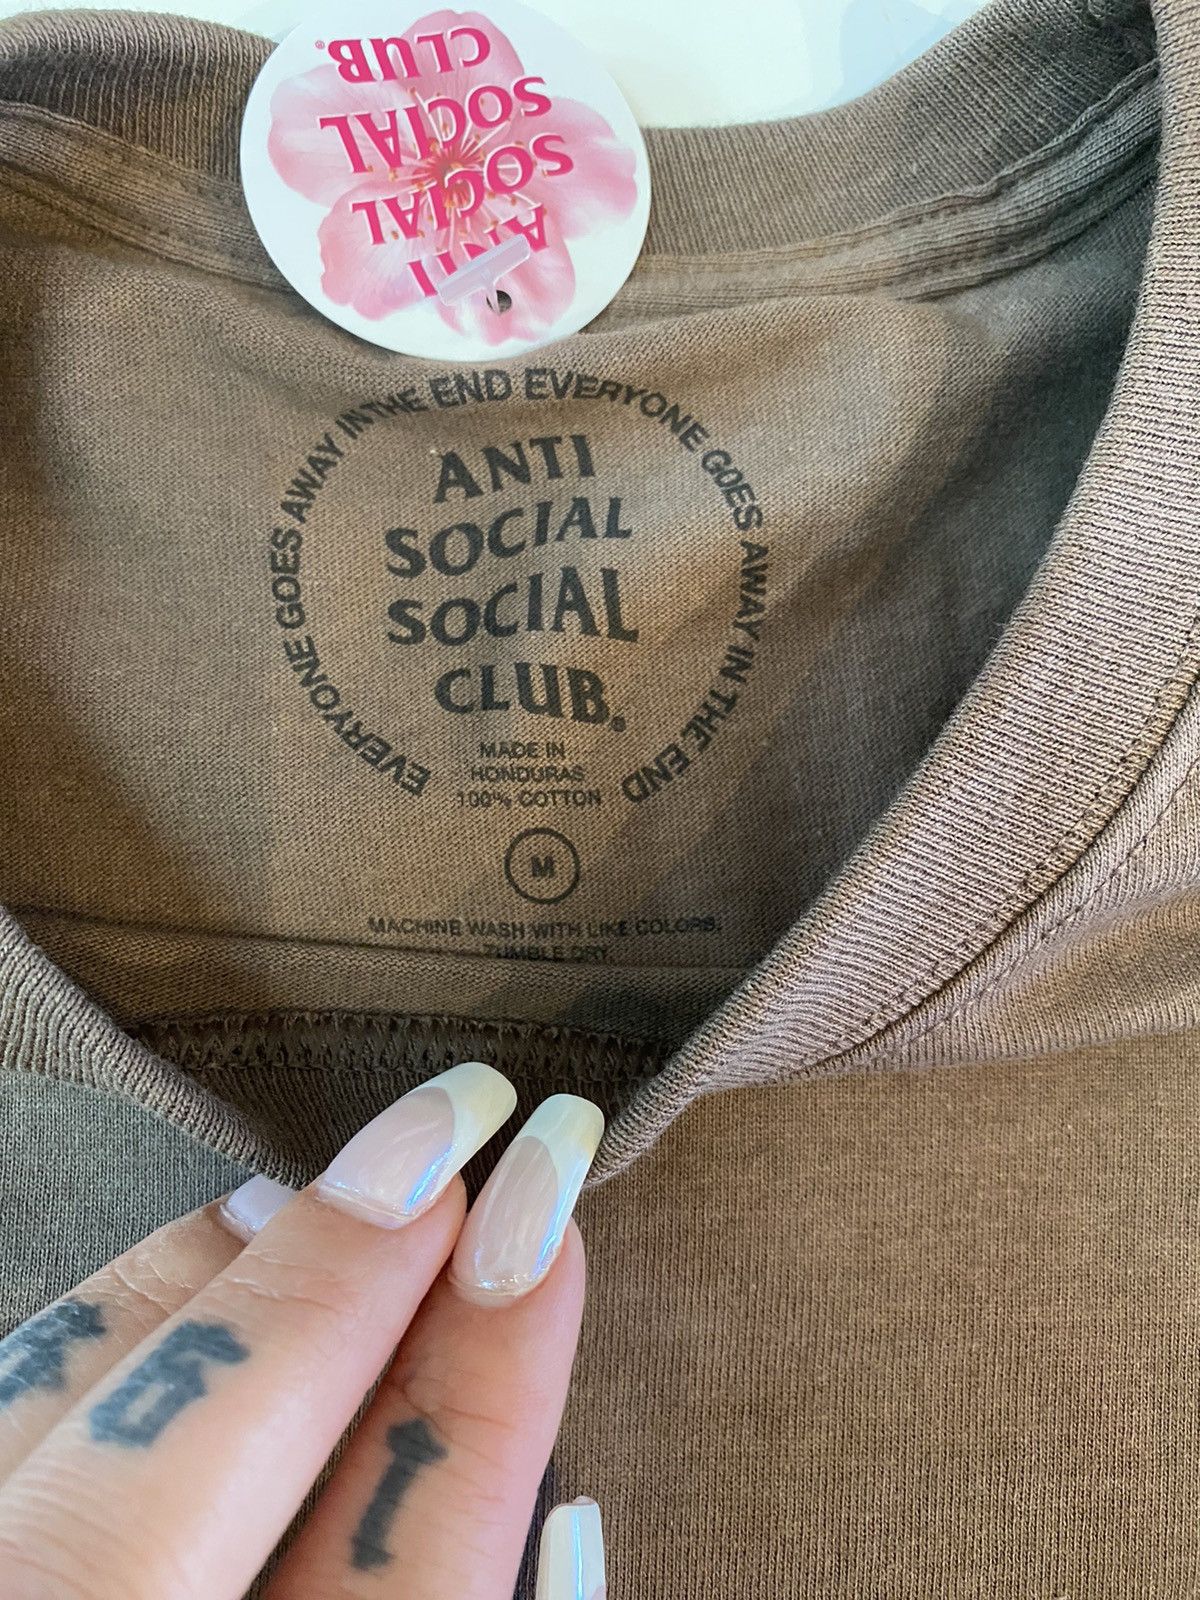 ANTI
SOCIAL
SOCIAL
CLUB.®
EVERYONE GOES AWAY IN THE END EVERYONE GOES AWAY IN THE END
ANTI
SOCIAL
SOCIAL
CLUB.®
MADE IN
HONDURAS
100% COTTON
M
MACHINE WASH WITH LIKE COLORS.
TUMBLE DRY